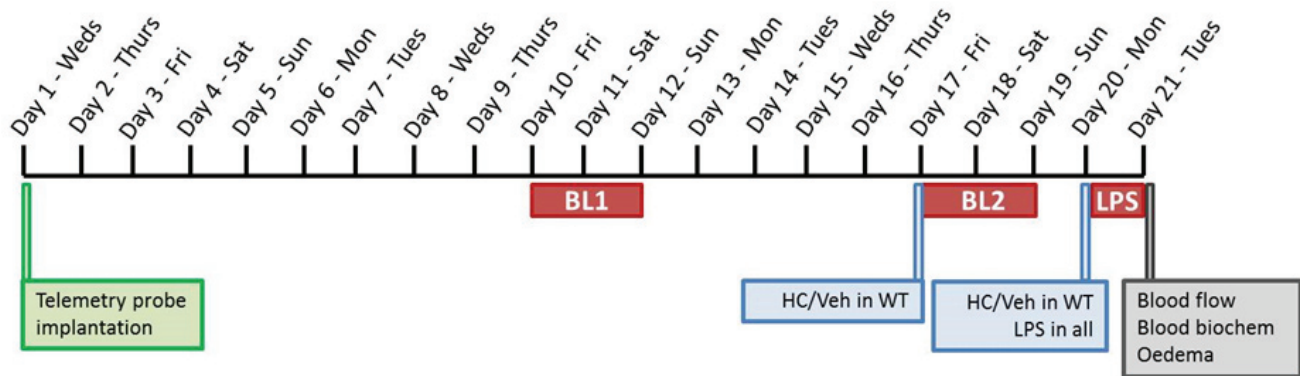 Day 1 - Weds
Day 2 - Thurs
Day 3 - Fri
Day 4 - Sat
Day 5 - Sun
Day 6 - Mon
Day 7 - Tues
Day 8 - Weds
Day 9 - Thurs
Day 10 - Fri
Day 11 - Sat
Day 12 - Sun
Day 13 - Mon
Day 14 - Tues
Day 15 - Weds
Day 16 - Thurs
Day 17 - Fri
Day 18 - Sat
Day 19 - Sun
Day 20 - Mon
Day 21 - Tues
BL1
BL2
LPS
Telemetry probe
implantation
HC/Veh in WT
HC/Veh in WT
LPS in all
Blood flow
Blood biochem
Oedema